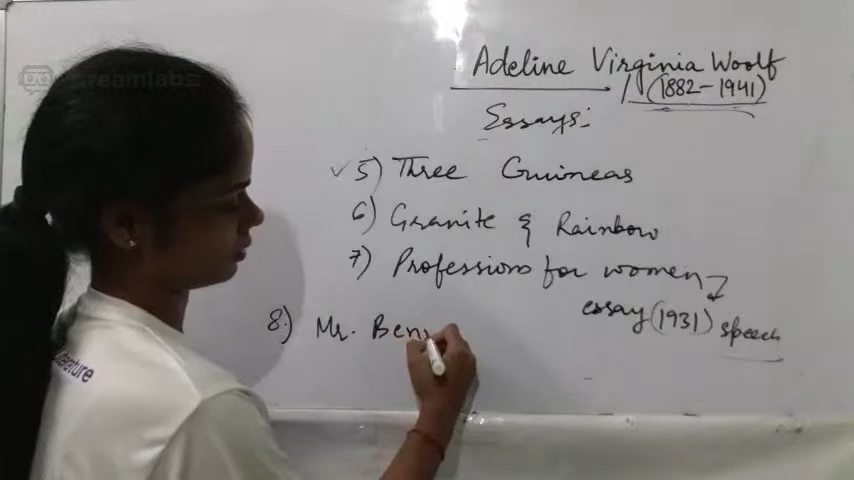 streamlabs
Adeline Virginia Woolf
(1882-1941)
Essays:
5) Three Guineas
6) Granite & Rainbow
7) Professions for women
essay (1931) speech
8.) Mr. Ben